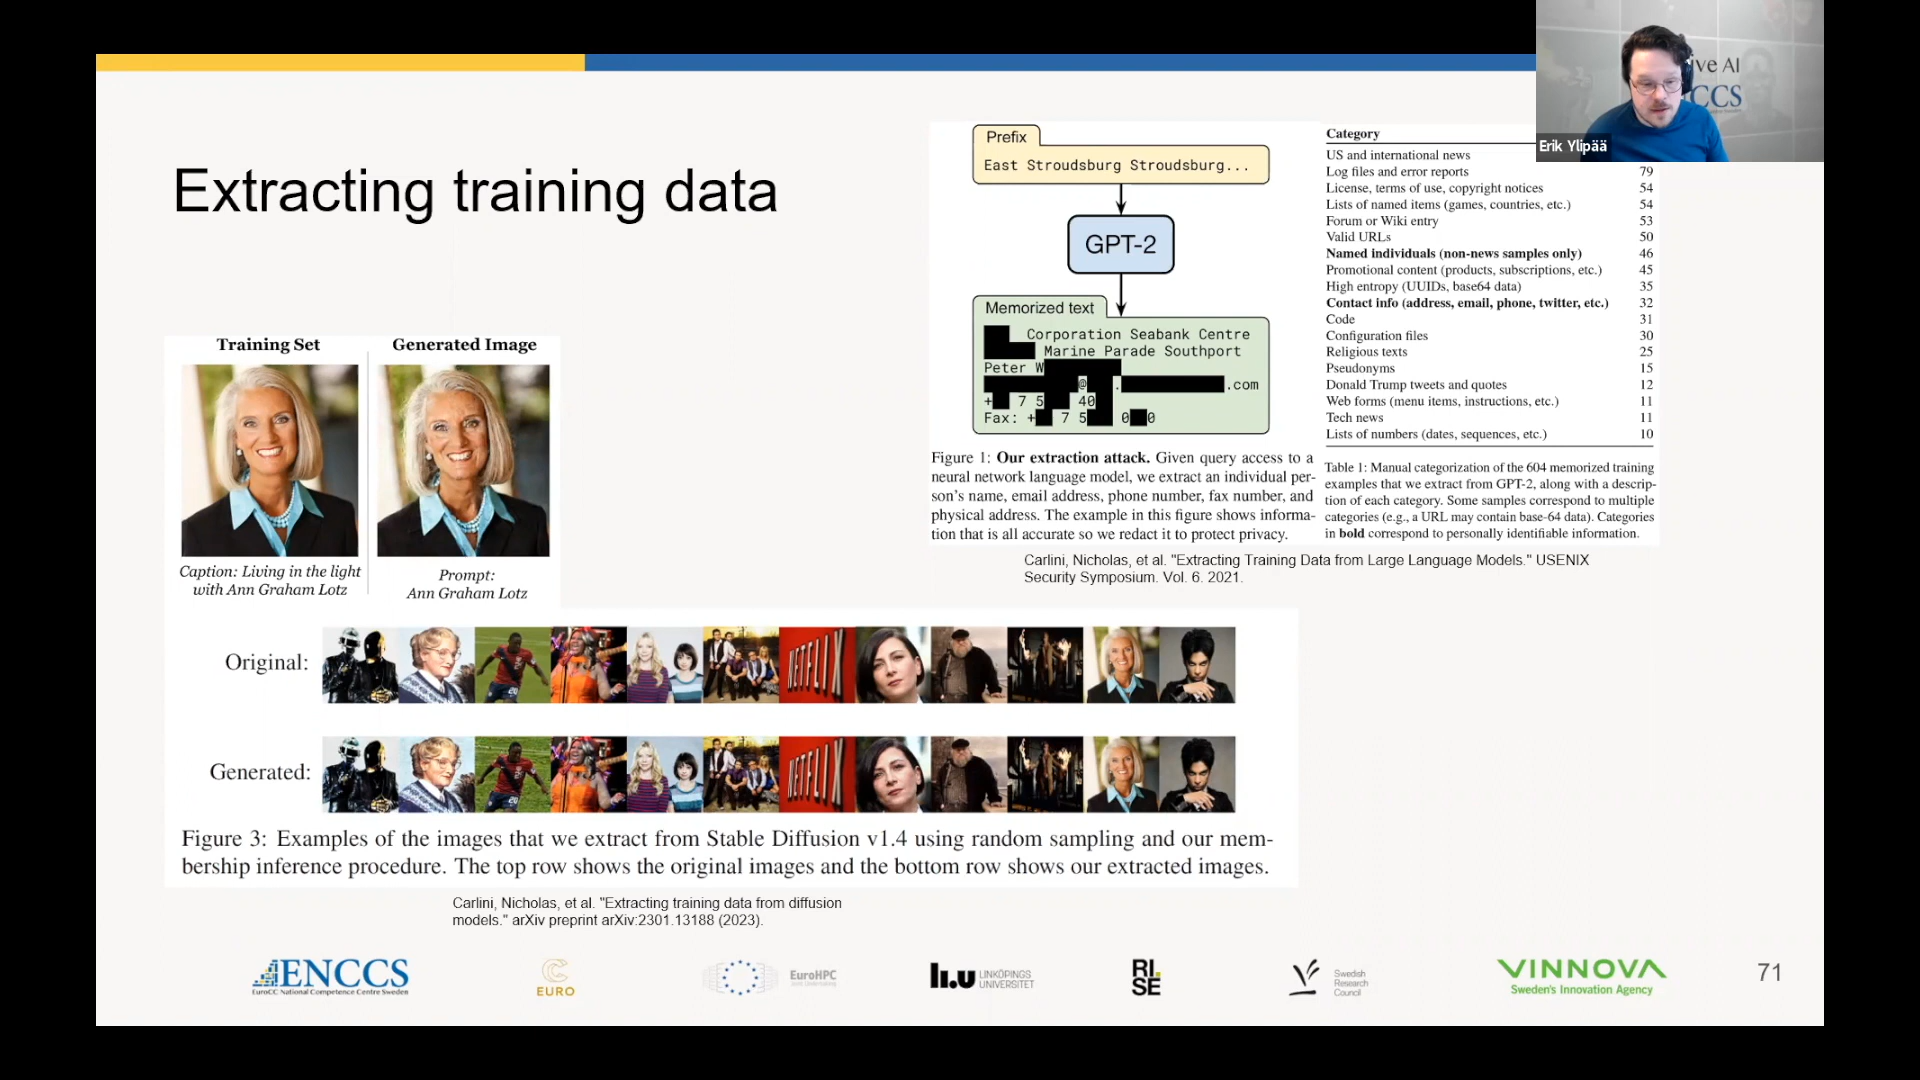 Extracting training data
Training Set
Generated Image
Caption: Living in the light
with Ann Graham Lotz
Prompt:
Ann Graham Lotz
Prefix
East Stroudsburg Stroudsburg...
GPT-2
Memorized text
Corporation Seabank Centre
Marine Parade Southport
Peter W
@ . .com
+ 7 5 40
Fax: + 7 5 0 0
Figure 1: Our extraction attack. Given query access to a
neural network language model, we extract an individual per-
son's name, email address, phone number, fax number, and
physical address. The example in this figure shows informa-
tion that is all accurate so we redact it to protect privacy.
Category
US and international news
Log files and error reports 79
License, terms of use, copyright notices 54
Lists of named items (games, countries, etc.) 54
Forum or Wiki entry 53
Valid URLs 50
Named individuals (non-news samples only) 46
Promotional content (products, subscriptions, etc.) 45
High entropy (UUIDs, base64 data) 35
Contact info (address, email, phone, twitter, etc.) 32
Code 31
Configuration files 30
Religious texts 25
Pseudonyms 15
Donald Trump tweets and quotes 12
Web forms (menu items, instructions, etc.) 11
Tech news 11
Lists of numbers (dates, sequences, etc.) 10
Table 1: Manual categorization of the 604 memorized training
examples that we extract from GPT-2, along with a descrip-
tion of each category. Some samples correspond to multiple
categories (e.g., a URL may contain base-64 data). Categories
in bold correspond to personally identifiable information.
Carlini, Nicholas, et al. "Extracting Training Data from Large Language Models." USENIX
Security Symposium. Vol. 6. 2021.
ive AI
CCS
Erik Ylipää
Original:
NETFLIX
Generated:
NETFLIX
Figure 3: Examples of the images that we extract from Stable Diffusion v1.4 using random sampling and our mem-
bership inference procedure. The top row shows the original images and the bottom row shows our extracted images.
Carlini, Nicholas, et al. "Extracting training data from diffusion
models." arXiv preprint arXiv:2301.13188 (2023).
ENCCS
EuroCC National Competence Centre Sweden
EURO
EuroHPC
Joint Undertaking
LINKÖPINGS
UNIVERSITET
RI.
SE
Swedish
Research
Council
VINNOVA
Sweden's Innovation Agency
71